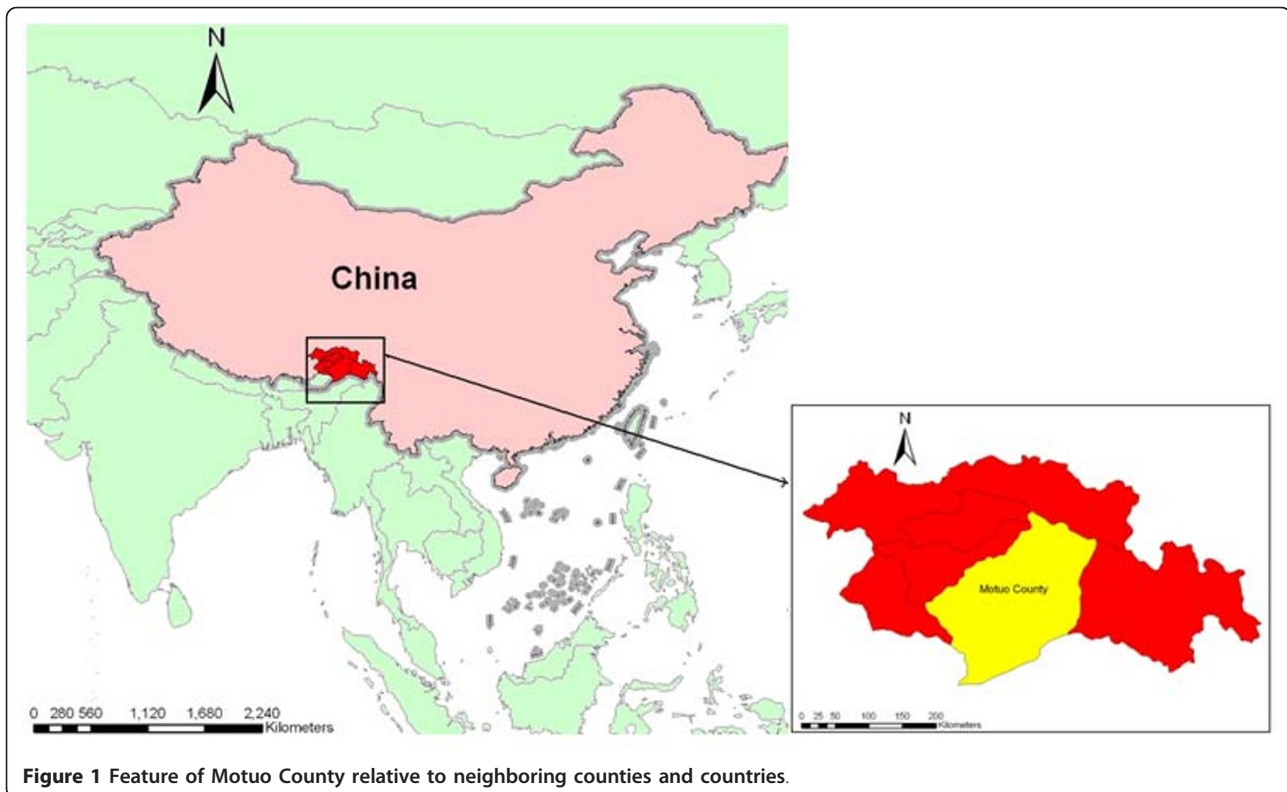 N
China
0 280 560 1,120 1,680 2,240
Kilometers
N
Motuo County
0 25 50 100 150 200
Kilometers
Figure 1 Feature of Motuo County relative to neighboring counties and countries.